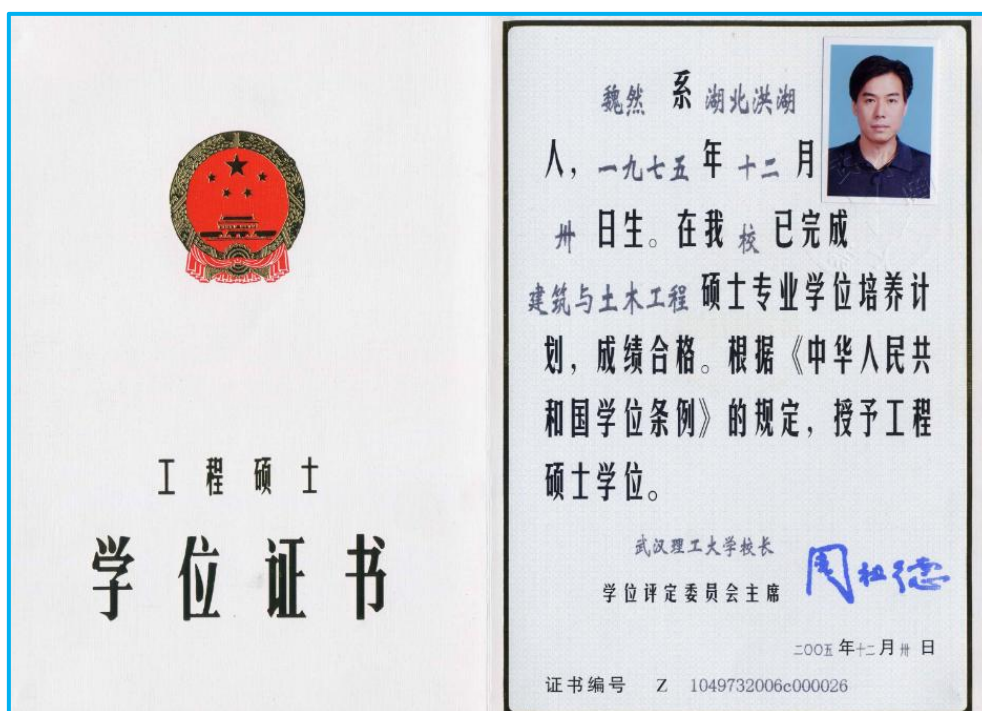 工程硕士
学位证书
魏然 系 湖北洪湖
人，一九七五年十二月
卅日生。在我校已完成
建筑与土木工程硕士专业学位培养计
划，成绩合格。根据《中华人民共
和国学位条例》的规定，授予工程
硕士学位。
武汉理工大学校长
学位评定委员会主席 周祖德
二〇〇五年十二月卅日
证书编号 Z 1049732006c000026